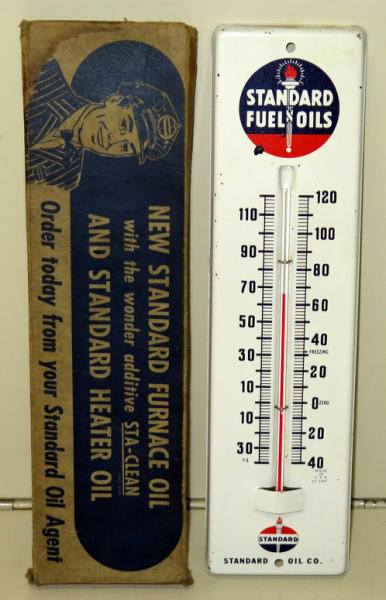 NEW STANDARD FURNACE OIL
with the wonder additive STA-CLEAN
AND STANDARD HEATER OIL
Order today from your Standard Oil Agent
STANDARD
FUEL OILS
120
110
100
90
80
70
60
50
40
30
20 FREEZING
10
0 ZERO
10
20
30
40
MADE
IN
U.S.A.
STANDARD
STANDARD OIL CO.